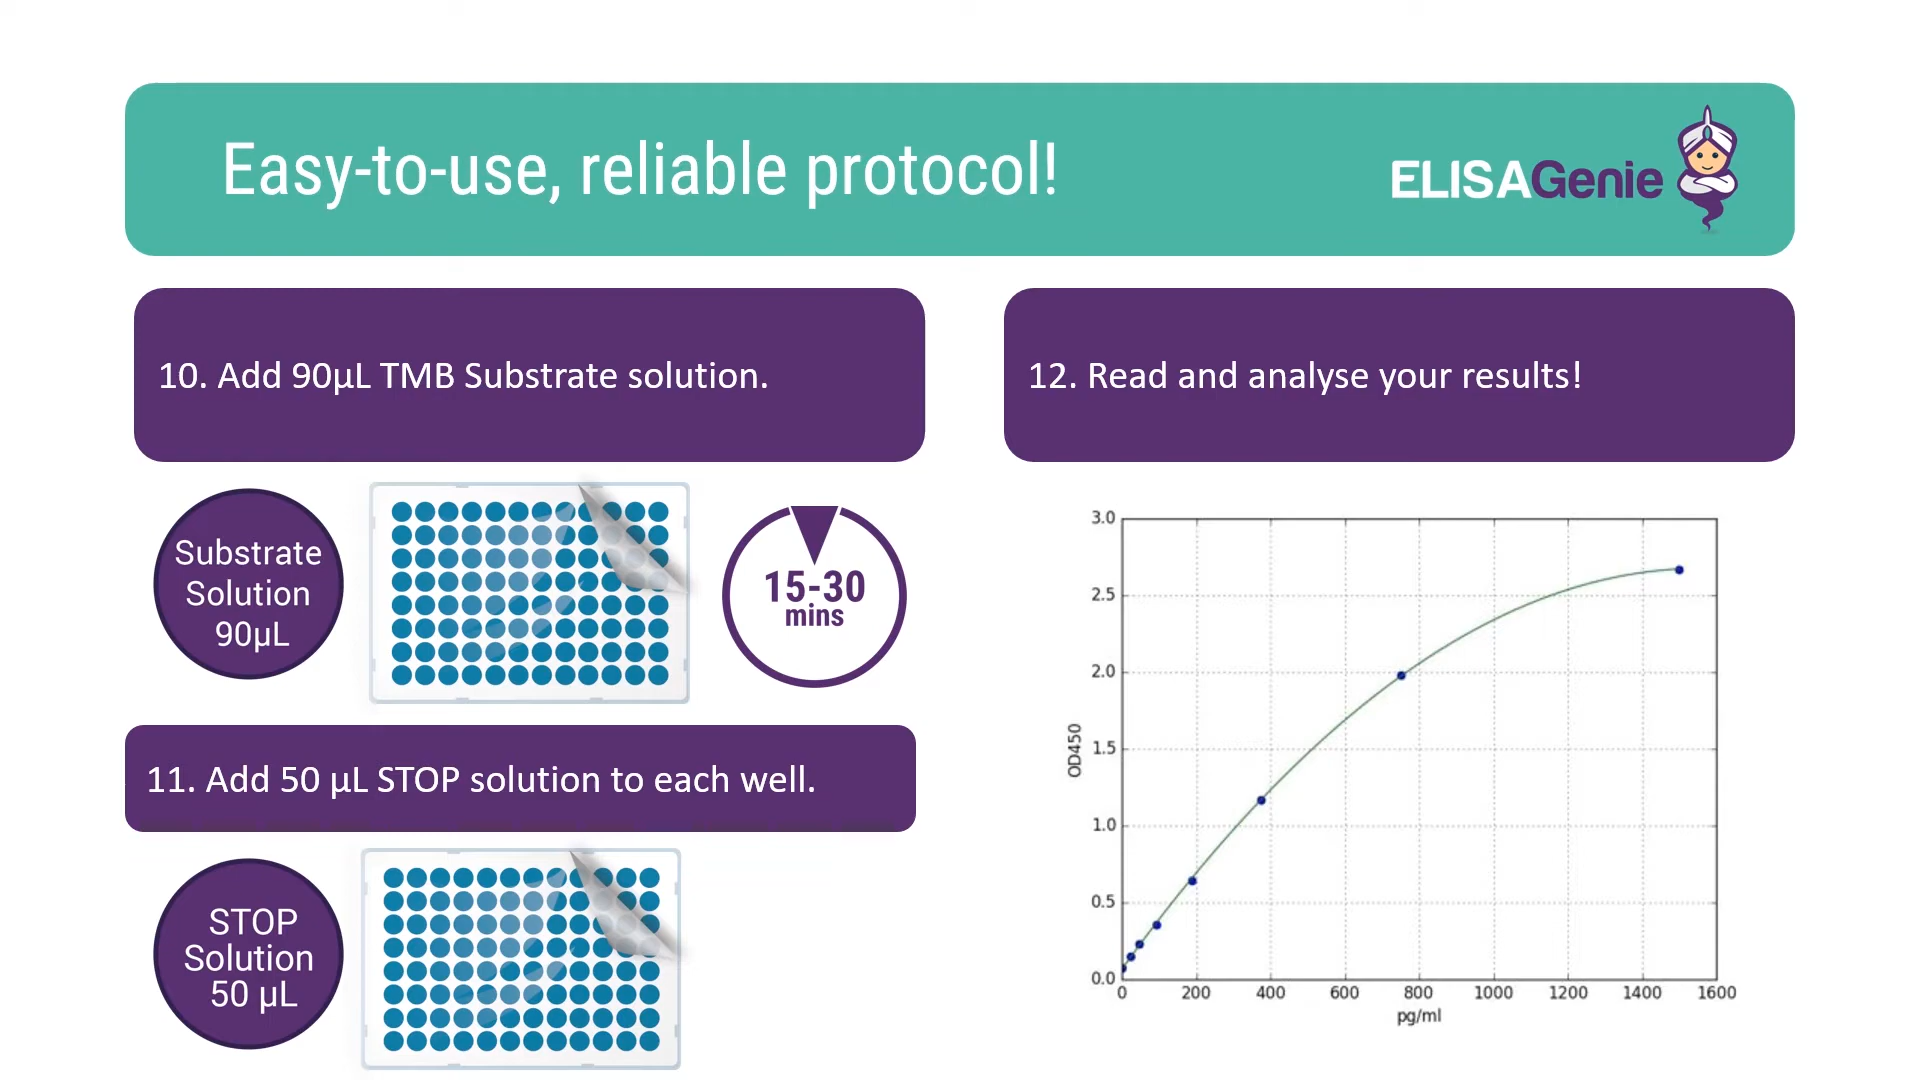 Easy-to-use, reliable protocol!
ELISAGenie
10. Add 90µL TMB Substrate solution.
Substrate
Solution
90µL
15-30
mins
11. Add 50 µL STOP solution to each well.
STOP
Solution
50 µL
12. Read and analyse your results!
3.0
2.5
2.0
1.5
1.0
0.5
0.0
OD450
0 200 400 600 800 1000 1200 1400 1600
pg/ml